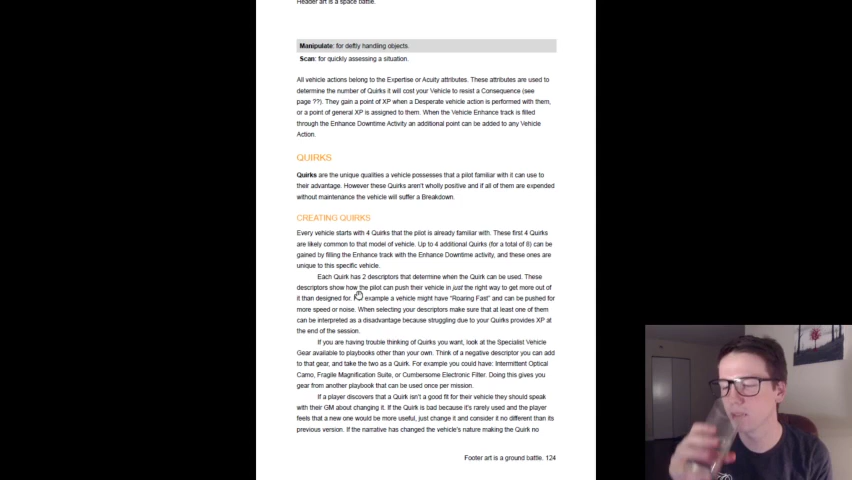 Header art is a space battle.
Manipulate: for deftly handling objects.
Scan: for quickly assessing a situation.
All vehicle actions belong to the Expertise or Acuity attributes. These attributes are used to
determine the number of Quirks it will cost your Vehicle to resist a Consequence (see
page ??). They gain a point of XP when a Desperate vehicle action is performed with them,
or a point of general XP is assigned to them. When the Vehicle Enhance track is filled
through the Enhance Downtime Activity an additional point can be added to any Vehicle
Action.
QUIRKS
Quirks are the unique qualities a vehicle possesses that a pilot familiar with it can use to
their advantage. However these Quirks aren't wholly positive and if all of them are expended
without maintenance the vehicle will suffer a Breakdown.
CREATING QUIRKS
Every vehicle starts with 4 Quirks that the pilot is already familiar with. These first 4 Quirks
are likely common to that model of vehicle. Up to 4 additional Quirks (for a total of 8) can be
gained by filling the Enhance track with the Enhance Downtime activity, and these ones are
unique to this specific vehicle.
Each Quirk has 2 descriptors that determine when the Quirk can be used. These
descriptors show how the pilot can push their vehicle in just the right way to get more out of
it than designed for. example a vehicle might have "Roaring Fast" and can be pushed for
more speed or noise. When selecting your descriptors make sure that at least one of them
can be interpreted as a disadvantage because struggling due to your Quirks provides XP at
the end of the session.
If you are having trouble thinking of Quirks you want, look at the Specialist Vehicle
Gear available to playbooks other than your own. Think of a negative descriptor you can add
to that gear, and take the two as a Quirk. For example you could have: Intermittent Optical
Camo, Fragile Magnification Suite, or Cumbersome Electronic Filter. Doing this gives you
gear from another playbook that can be used once per mission.
If a player discovers that a Quirk isn't a good fit for their vehicle they should speak
with their GM about changing it. If the Quirk is bad because it's rarely used and the player
feels that a new one would be more useful, just change it and consider it no different than its
previous version. If the narrative has changed the vehicle's nature making the Quirk no
Footer art is a ground battle. 124